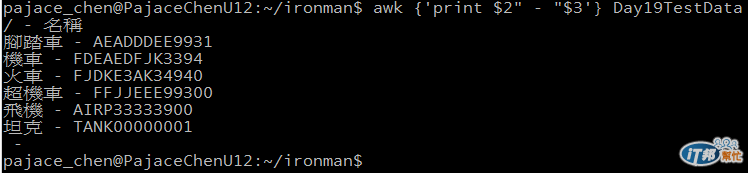 pajace_chen@PajaceChenU12:~/ironman$ awk {'print $2" - "$3'} Day19TestData
/ - 名稱
腳踏車 - AEADDDEE9931
機車 - FDEAEDFJK3394
火車 - FJDKE3AK34940
超機車 - FFJJEEE99300
飛機 - AIRP33333900
坦克 - TANK00000001
-
pajace_chen@PajaceChenU12:~/ironman$
iT邦幫忙